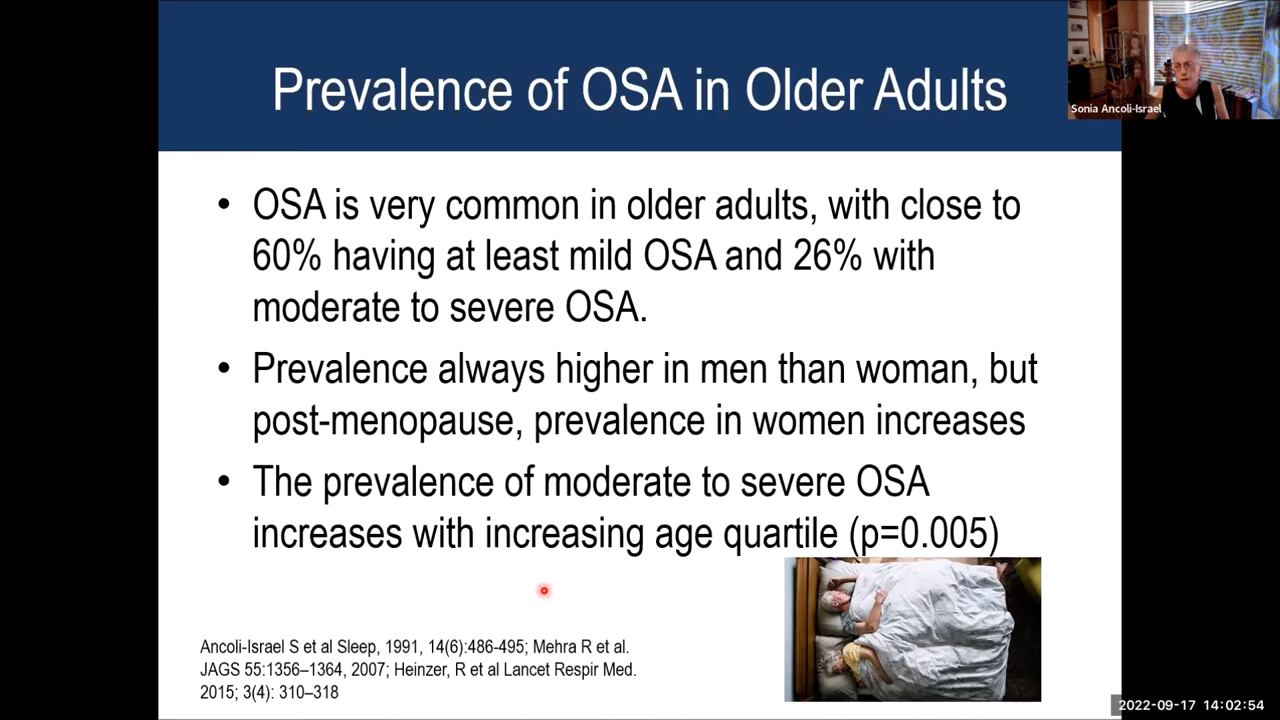 Prevalence of OSA in Older Adults
Sonia Ancoli-Israel
• OSA is very common in older adults, with close to
60% having at least mild OSA and 26% with
moderate to severe OSA.
• Prevalence always higher in men than woman, but
post-menopause, prevalence in women increases
• The prevalence of moderate to severe OSA
increases with increasing age quartile (p=0.005)
Ancoli-Israel S et al Sleep, 1991, 14(6):486-495; Mehra R et al.
JAGS 55:1356–1364, 2007; Heinzer, R et al Lancet Respir Med.
2015; 3(4): 310–318
2022-09-17 14:02:54